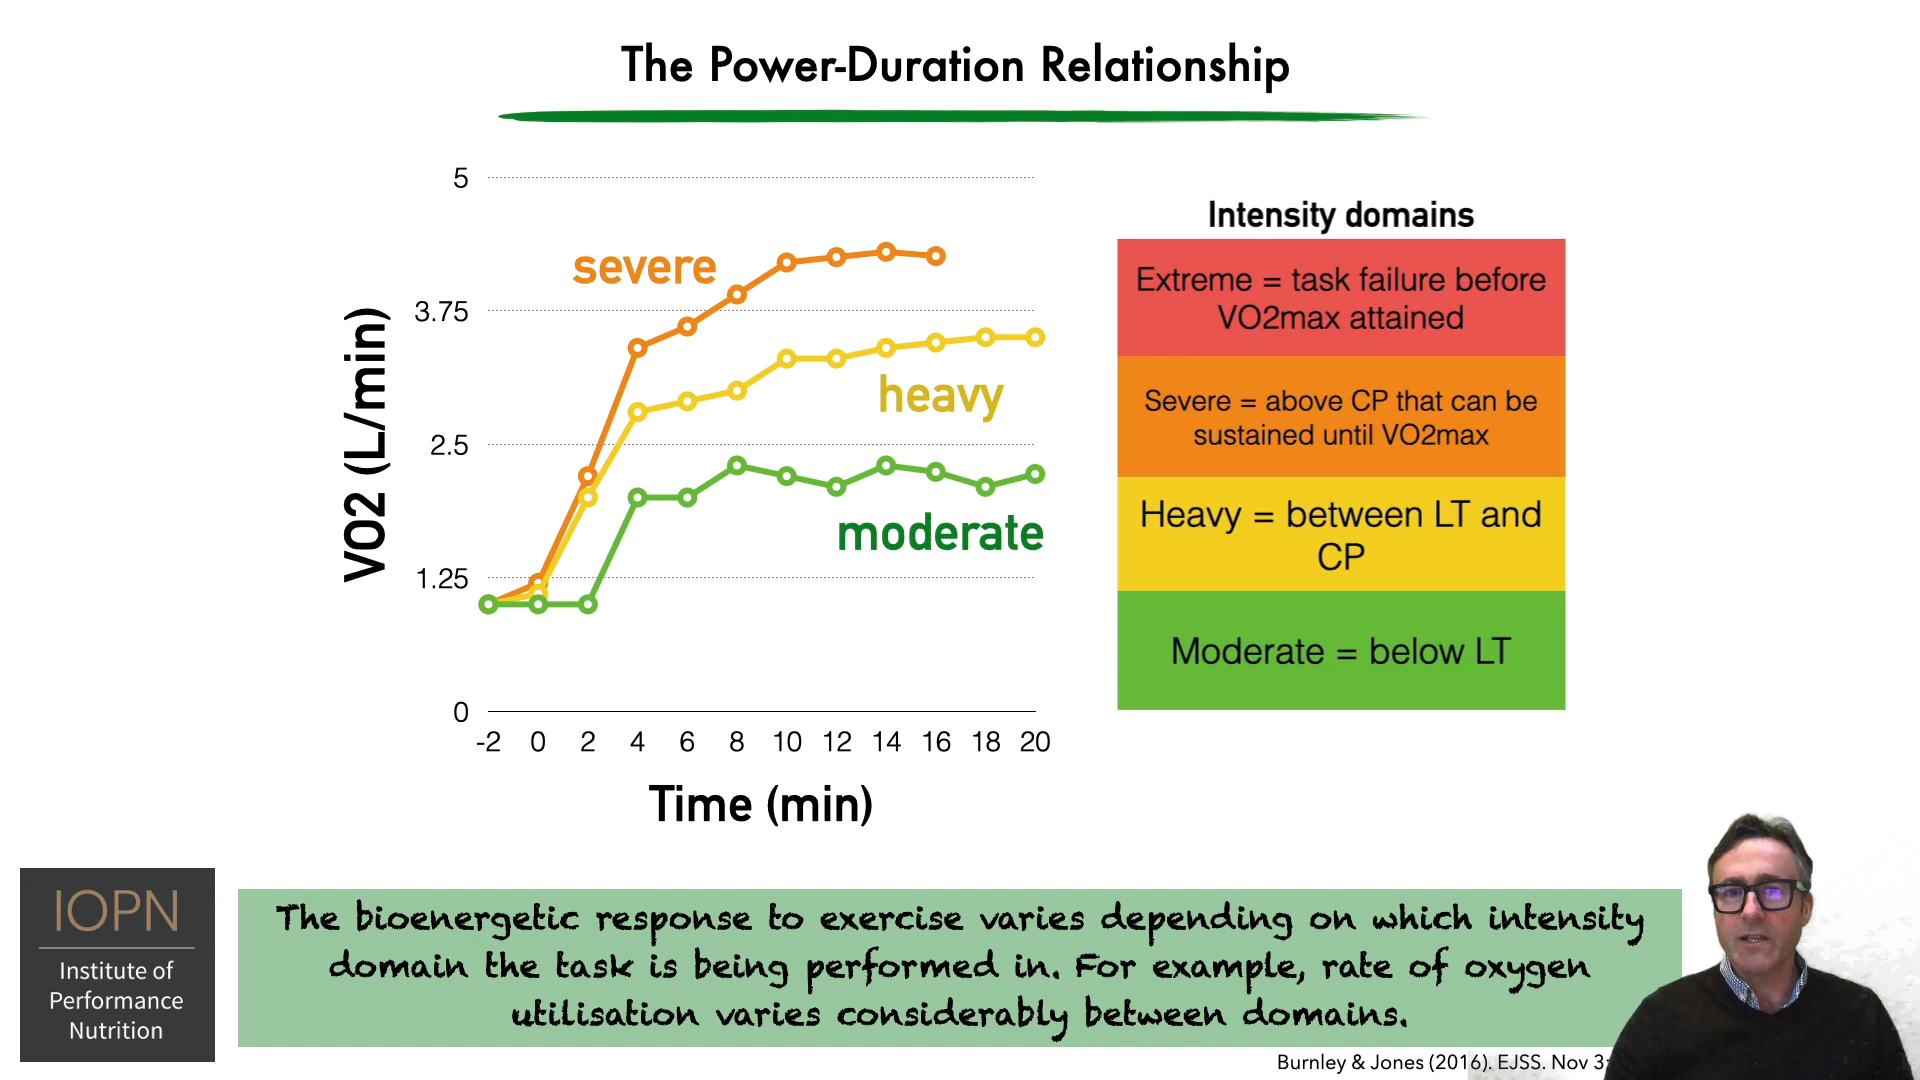 The Power-Duration Relationship
5
3.75
2.5
1.25
0
VO2 (L/min)
severe
heavy
moderate
-2 0 2 4 6 8 10 12 14 16 18 20
Time (min)
Intensity domains
Extreme = task failure before
VO2max attained
Severe = above CP that can be
sustained until VO2max
Heavy = between LT and
CP
Moderate = below LT
IOPN
Institute of
Performance
Nutrition
The bioenergetic response to exercise varies depending on which intensity
domain the task is being performed in. For example, rate of oxygen
utilisation varies considerably between domains.
Burnley & Jones (2016). EJSS. Nov 3: